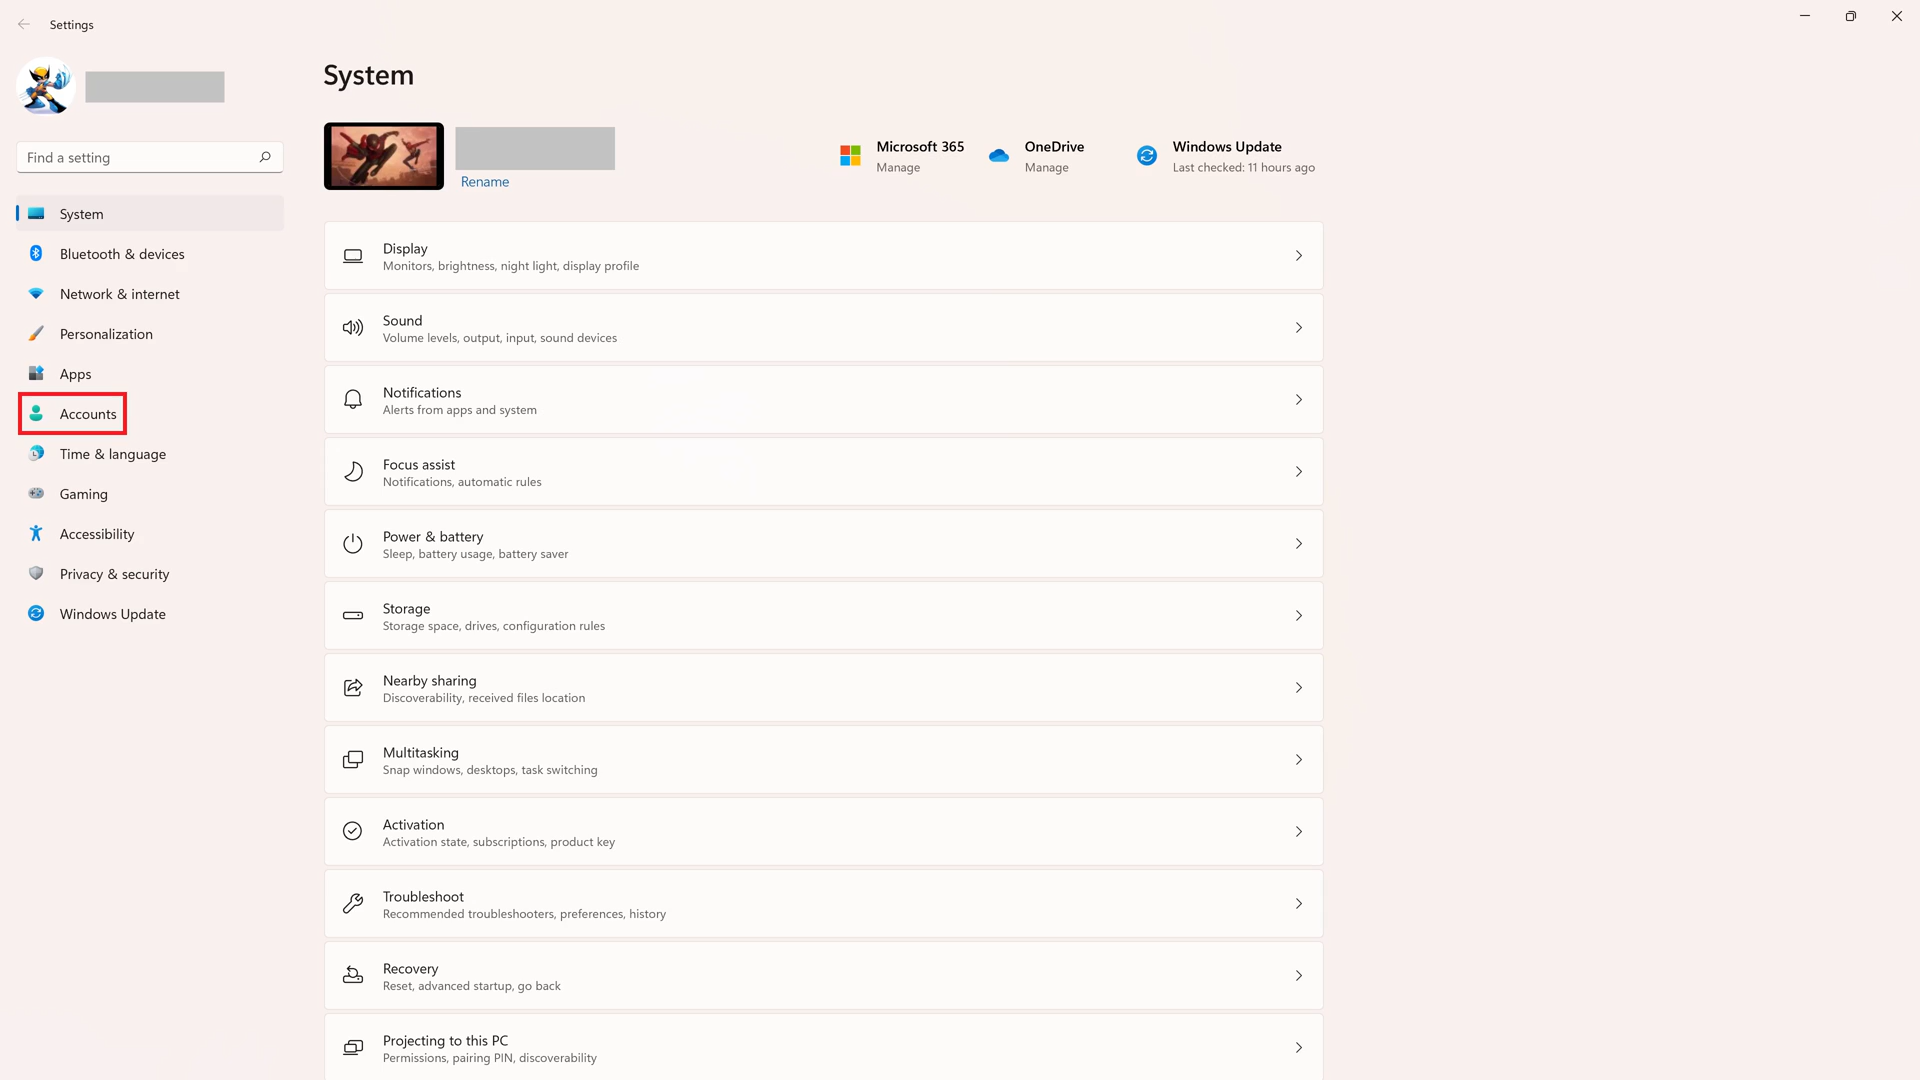 Settings
Find a setting
System
Bluetooth & devices
Network & internet
Personalization
Apps
Accounts
Time & language
Gaming
Accessibility
Privacy & security
Windows Update
System
Rename
Microsoft 365
Manage
OneDrive
Manage
Windows Update
Last checked: 11 hours ago
Display
Monitors, brightness, night light, display profile
Sound
Volume levels, output, input, sound devices
Notifications
Alerts from apps and system
Focus assist
Notifications, automatic rules
Power & battery
Sleep, battery usage, battery saver
Storage
Storage space, drives, configuration rules
Nearby sharing
Discoverability, received files location
Multitasking
Snap windows, desktops, task switching
Activation
Activation state, subscriptions, product key
Troubleshoot
Recommended troubleshooters, preferences, history
Recovery
Reset, advanced startup, go back
Projecting to this PC
Permissions, pairing PIN, discoverability